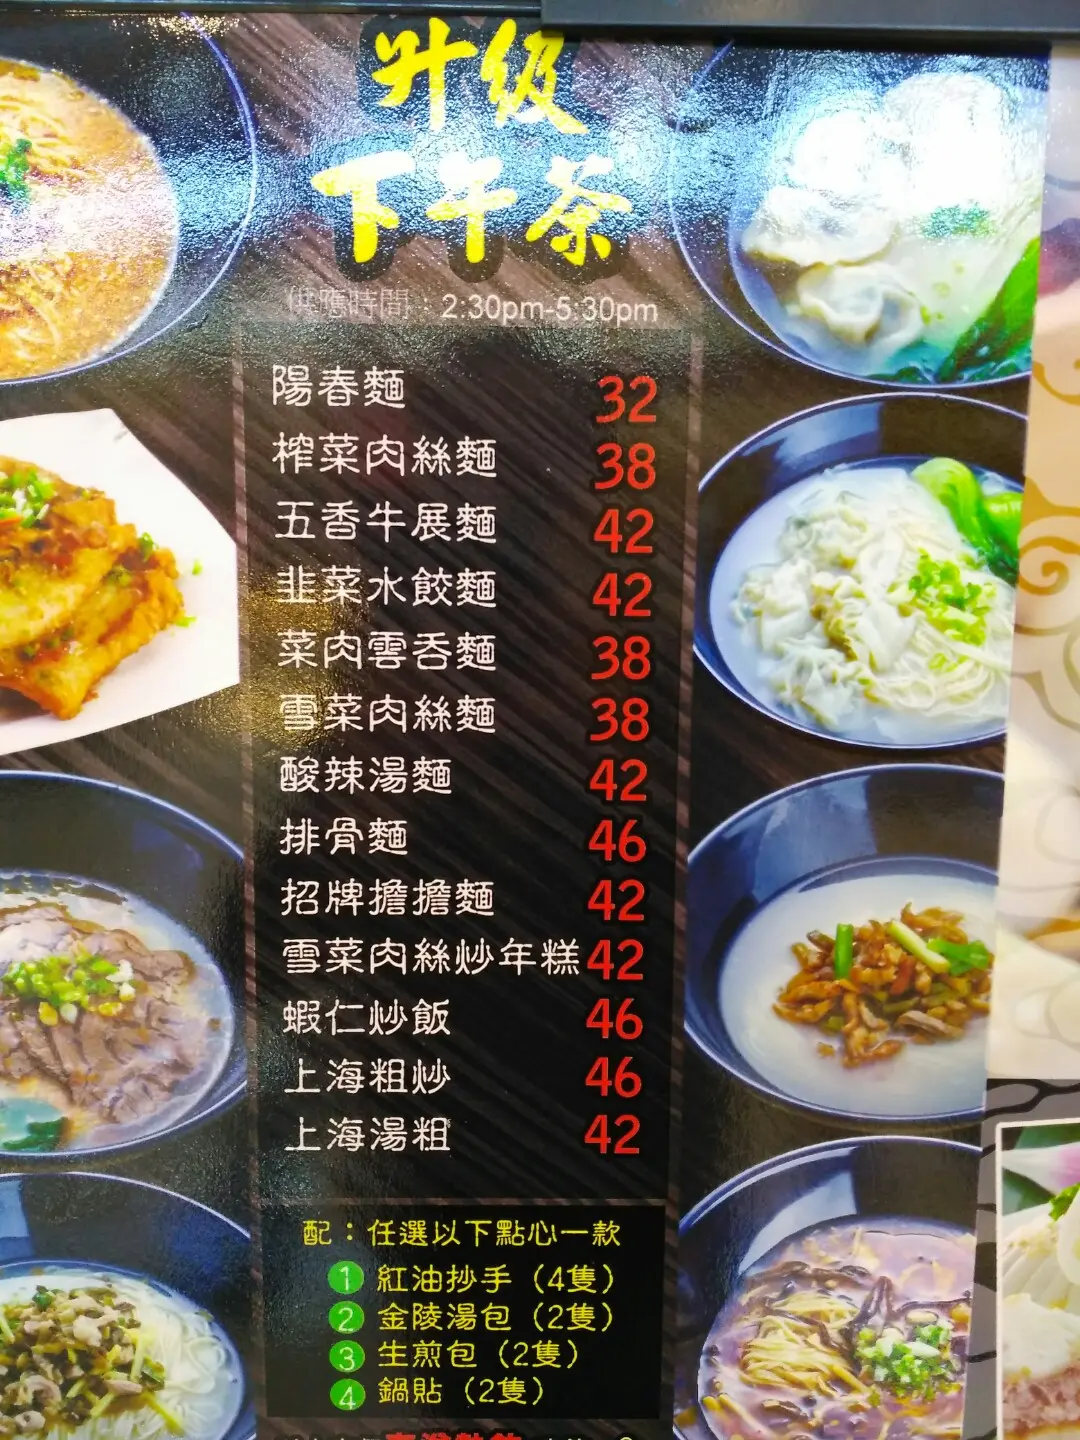 升級
下午茶
供應時間：2:30pm-5:30pm
陽春麵 32
榨菜肉絲麵 38
五香牛展麵 42
韭菜水餃麵 42
菜肉雲呑麵 38
雪菜肉絲麵 38
酸辣湯麵 42
排骨麵 46
招牌擔擔麵 42
雪菜肉絲炒年糕 42
蝦仁炒飯 46
上海粗炒 46
上海湯粗 42
配：任選以下點心一款
1 紅油抄手（4隻）
2 金陵湯包（2隻）
3 生煎包（2隻）
4 鍋貼（2隻）